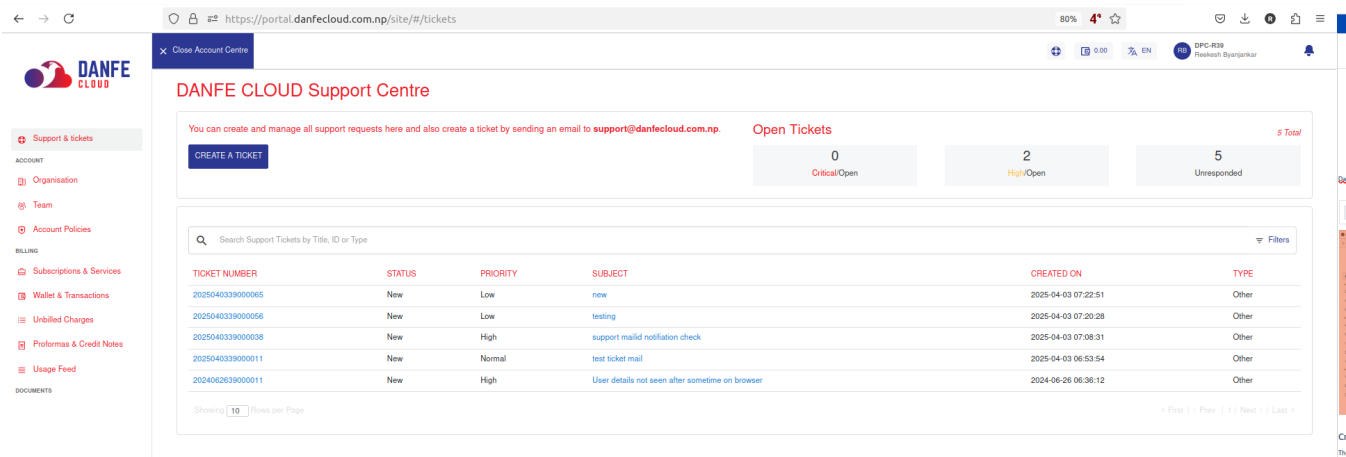 https://portal.danfecloud.com.np/site/#/tickets
80%
DANFE
CLOUD
Close Account Centre
0.00
EN
RB
DPC-R39
Reekesh Byanjankar
DANFE CLOUD Support Centre
Support & tickets
ACCOUNT
Organisation
Team
Account Policies
BILLING
Subscriptions & Services
Wallet & Transactions
Unbilled Charges
Proformas & Credit Notes
Usage Feed
DOCUMENTS
You can create and manage all support requests here and also create a ticket by sending an email to support@danfecloud.com.np.
CREATE A TICKET
Open Tickets
5 Total
0
Critical/Open
2
High/Open
5
Unresponded
Search Support Tickets by Title, ID or Type
Filters
TICKET NUMBER STATUS PRIORITY SUBJECT CREATED ON TYPE
2025040339000065 New Low new 2025-04-03 07:22:51 Other
2025040339000056 New Low testing 2025-04-03 07:20:28 Other
2025040339000038 New High support mailid notifiation check 2025-04-03 07:08:31 Other
2025040339000011 New Normal test ticket mail 2025-04-03 06:53:54 Other
2024062639000011 New High User details not seen after sometime on browser 2024-06-26 06:36:12 Other
Showing 10 Rows per Page
First | Prev | 1 | Next | Last